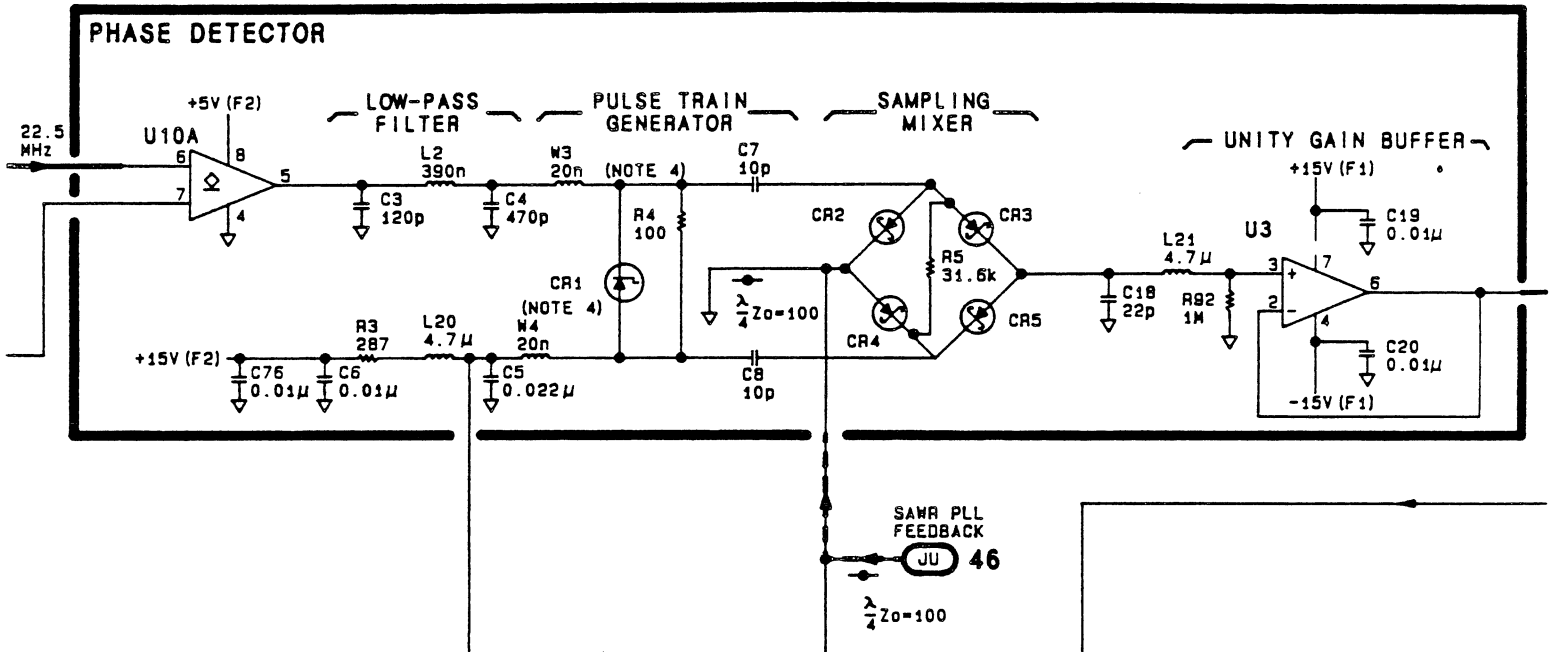 PHASE DETECTOR
22.5
MHz
+5V (F2)
U10A
6
7
8
4
5
LOW-PASS
FILTER
L2
390n
C3
120p
C4
470p
PULSE TRAIN
GENERATOR
W3
20n
(NOTE 4)
R4
100
CR1
(NOTE 4)
W4
20n
C7
10p
C8
10p
+15V (F2)
C76
0.01µ
C6
0.01µ
R3
287
L20
4.7µ
C5
0.022µ
SAMPLING
MIXER
CR2
CR3
CR4
CR5
R5
31.6k
λ
4 Zo=100
C18
22p
L21
4.7µ
R92
1M
UNITY GAIN BUFFER
+15V (F1)
C19
0.01µ
U3
3
+
2
-
7
4
6
C20
0.01µ
-15V (F1)
SAWR PLL
FEEDBACK
JU 46
λ
4 Zo=100